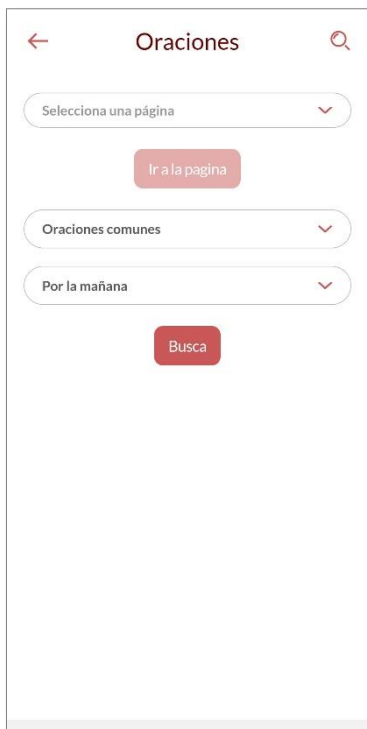 Oraciones
Selecciona una página
Ir a la pagina
Oraciones comunes
Por la mañana
Busca